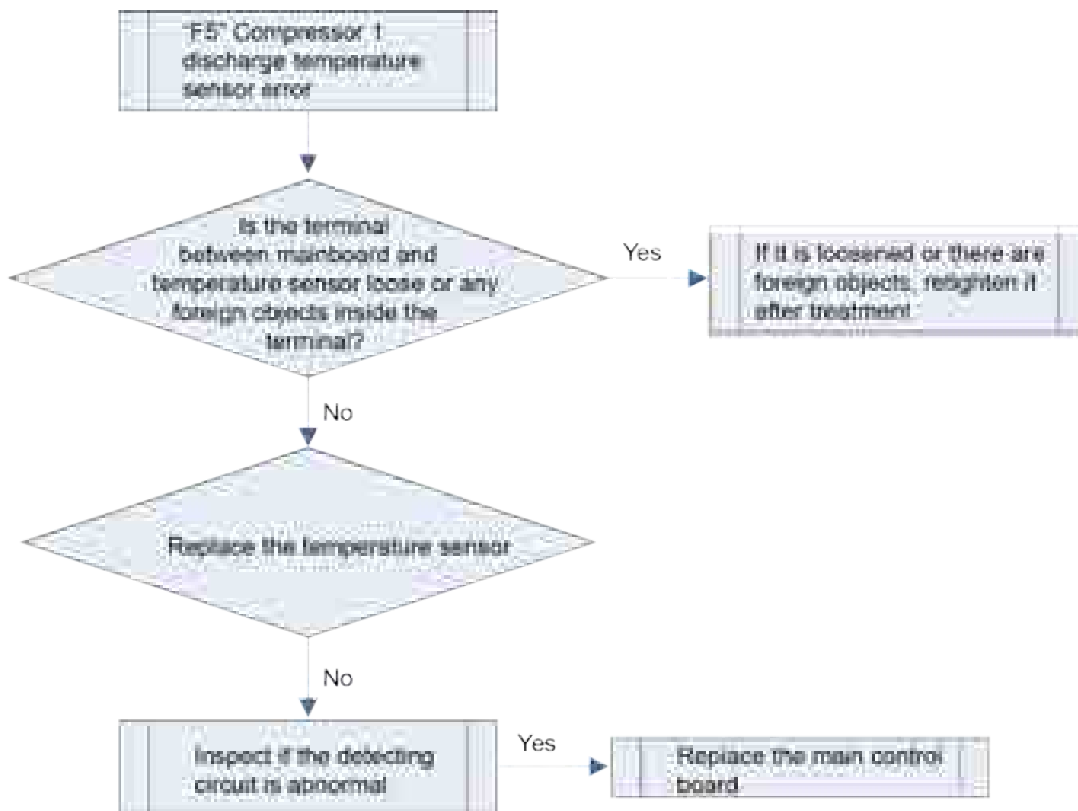 "F5" Compressor 1
discharge temperature
sensor error
Is the terminal
between mainboard and
temperature sensor loose or any
foreign objects inside the
terminal?
Yes
If it is loosened or there are
foreign objects, retighten it
after treatment
No
Replace the temperature sensor
No
Inspect if the detecting
circuit is abnormal
Yes
Replace the main control
board